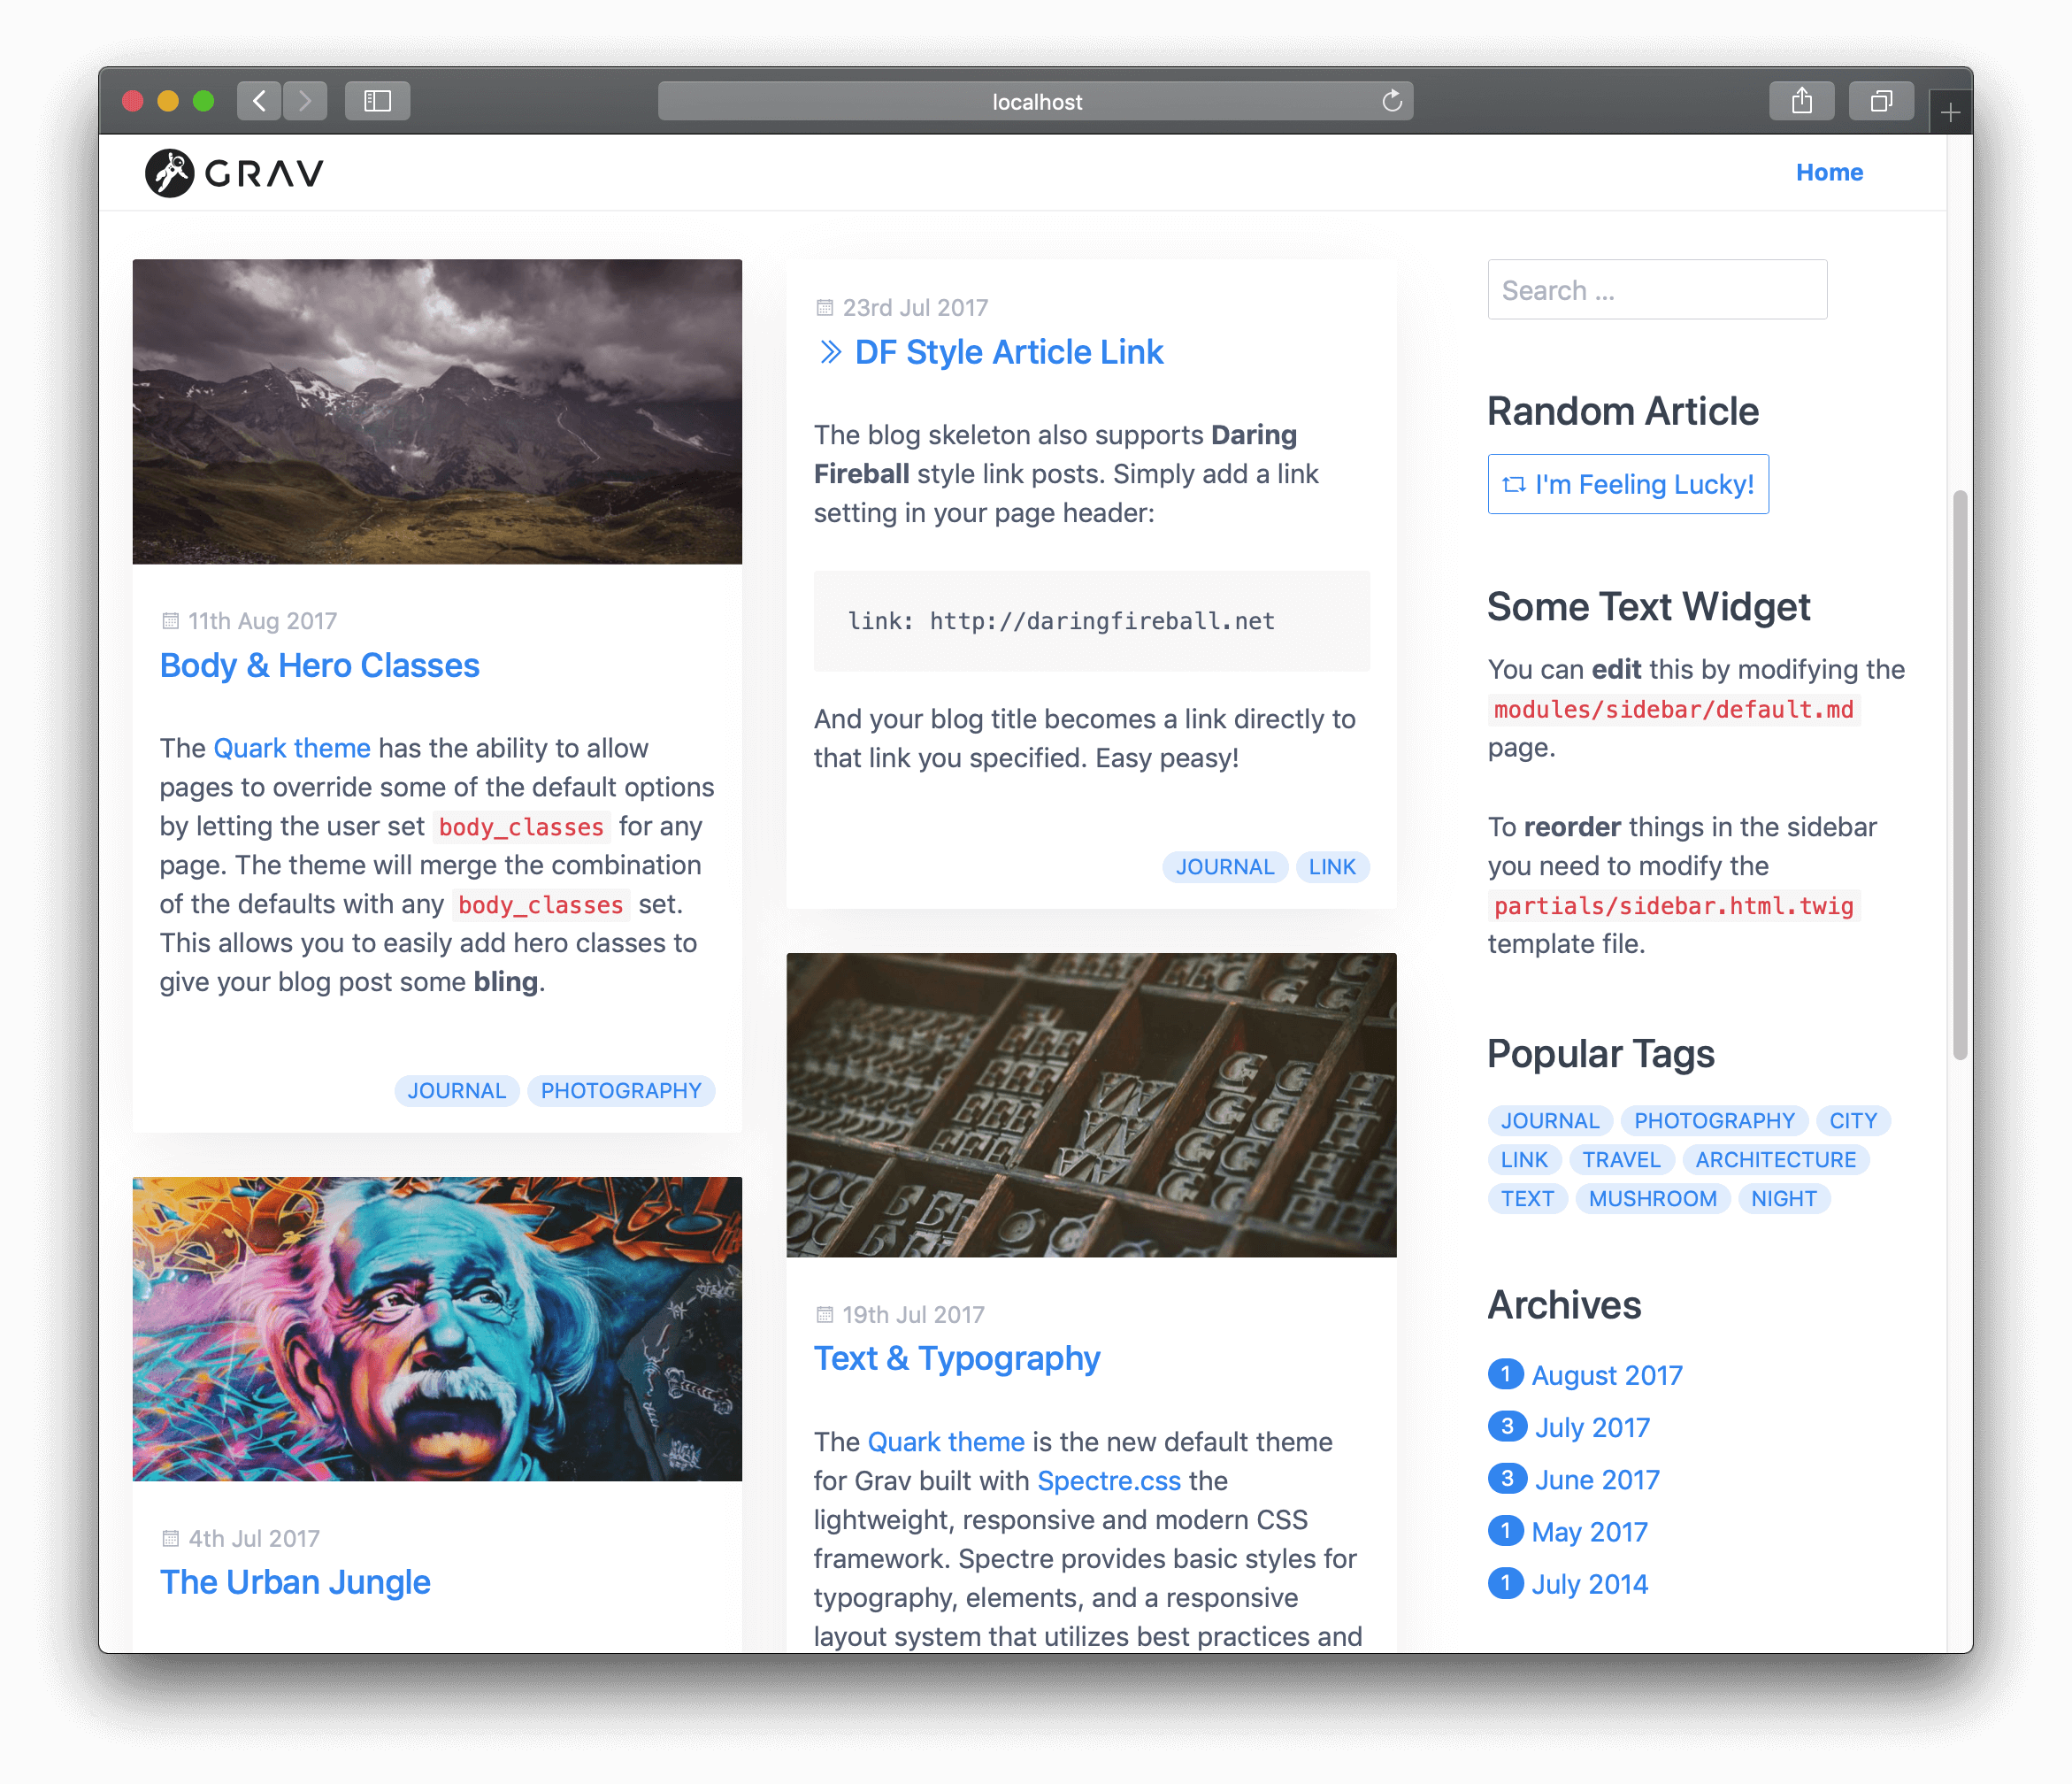 localhost
GRAV
Home
11th Aug 2017
Body & Hero Classes
The Quark theme has the ability to allow
pages to override some of the default options
by letting the user set body_classes for any
page. The theme will merge the combination
of the defaults with any body_classes set.
This allows you to easily add hero classes to
give your blog post some bling.
JOURNAL PHOTOGRAPHY
4th Jul 2017
The Urban Jungle
23rd Jul 2017
DF Style Article Link
The blog skeleton also supports Daring
Fireball style link posts. Simply add a link
setting in your page header:
link: http://daringfireball.net
And your blog title becomes a link directly to
that link you specified. Easy peasy!
JOURNAL LINK
19th Jul 2017
Text & Typography
The Quark theme is the new default theme
for Grav built with Spectre.css the
lightweight, responsive and modern CSS
framework. Spectre provides basic styles for
typography, elements, and a responsive
layout system that utilizes best practices and
Search ...
Random Article
I'm Feeling Lucky!
Some Text Widget
You can edit this by modifying the
modules/sidebar/default.md
page.
To reorder things in the sidebar
you need to modify the
partials/sidebar.html.twig
template file.
Popular Tags
JOURNAL PHOTOGRAPHY CITY
LINK TRAVEL ARCHITECTURE
TEXT MUSHROOM NIGHT
Archives
1 August 2017
3 July 2017
3 June 2017
1 May 2017
1 July 2014